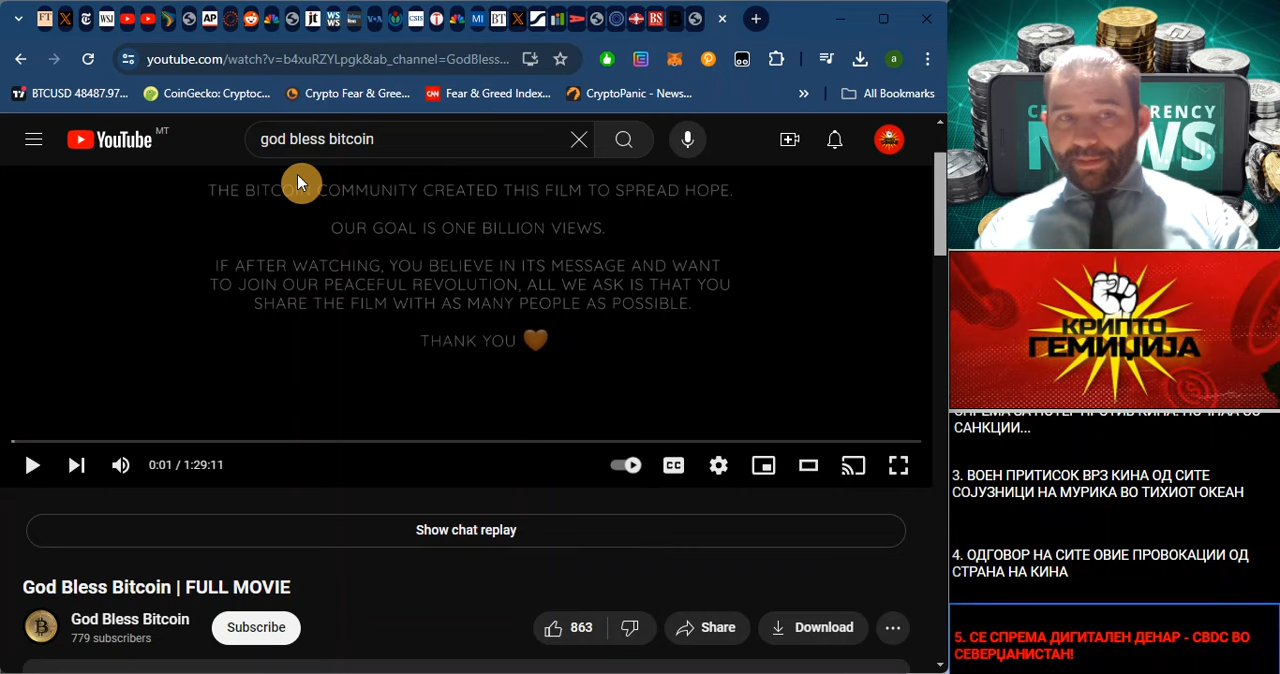 youtube.com/watch?v=b4xuRZYLpgk&ab_channel=GodBless...
a
BTCUSD 48487.97...
CoinGecko: Cryptoc...
Crypto Fear & Gree...
Fear & Greed Index...
CryptoPanic - News...
»
All Bookmarks
YouTube MT
god bless bitcoin
THE BITCOIN COMMUNITY CREATED THIS FILM TO SPREAD HOPE.
OUR GOAL IS ONE BILLION VIEWS.
IF AFTER WATCHING, YOU BELIEVE IN ITS MESSAGE AND WANT
TO JOIN OUR PEACEFUL REVOLUTION, ALL WE ASK IS THAT YOU
SHARE THE FILM WITH AS MANY PEOPLE AS POSSIBLE.
THANK YOU 🧡
0:01 / 1:29:11
CC
Show chat replay
God Bless Bitcoin | FULL MOVIE
God Bless Bitcoin
779 subscribers
Subscribe
863
Share
Download
NEWS
КРИПТО
ГЕМИЏИЈА
САНКЦИИ...
3. ВОЕН ПРИТИСОК ВРЗ КИНА ОД СИТЕ
СОЈУЗНИЦИ НА МУРИКА ВО ТИХИОТ ОКЕАН
4. ОДГОВОР НА СИТЕ ОВИЕ ПРОВОКАЦИИ ОД
СТРАНА НА КИНА
5. СЕ СПРЕМА ДИГИТАЛЕН ДЕНАР - CBDC ВО
СЕВЕРЏАНИСТАН!